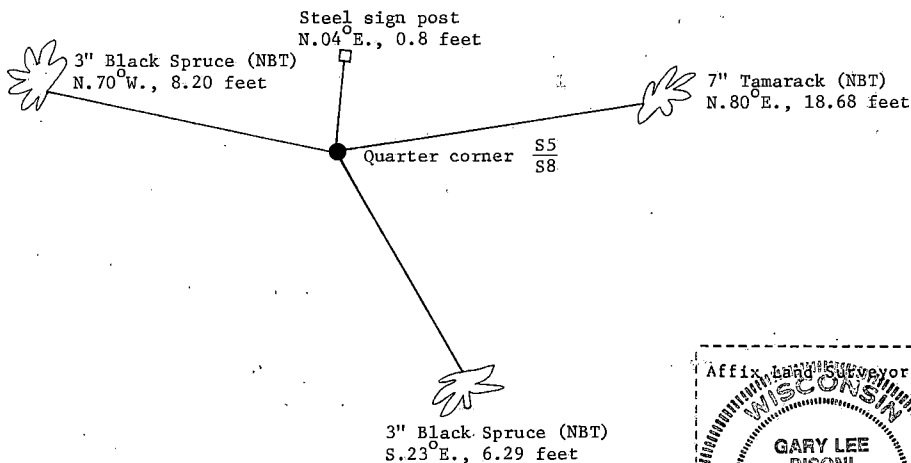 Steel sign post
N.04°E., 0.8 feet
3" Black Spruce (NBT)
N.70°W., 8.20 feet
7" Tamarack (NBT)
N.80°E., 18.68 feet
Quarter corner S5
S8
3" Black Spruce (NBT)
S.23°E., 6.29 feet
Affix Land Surveyor
WISCONSIN
GARY LEE